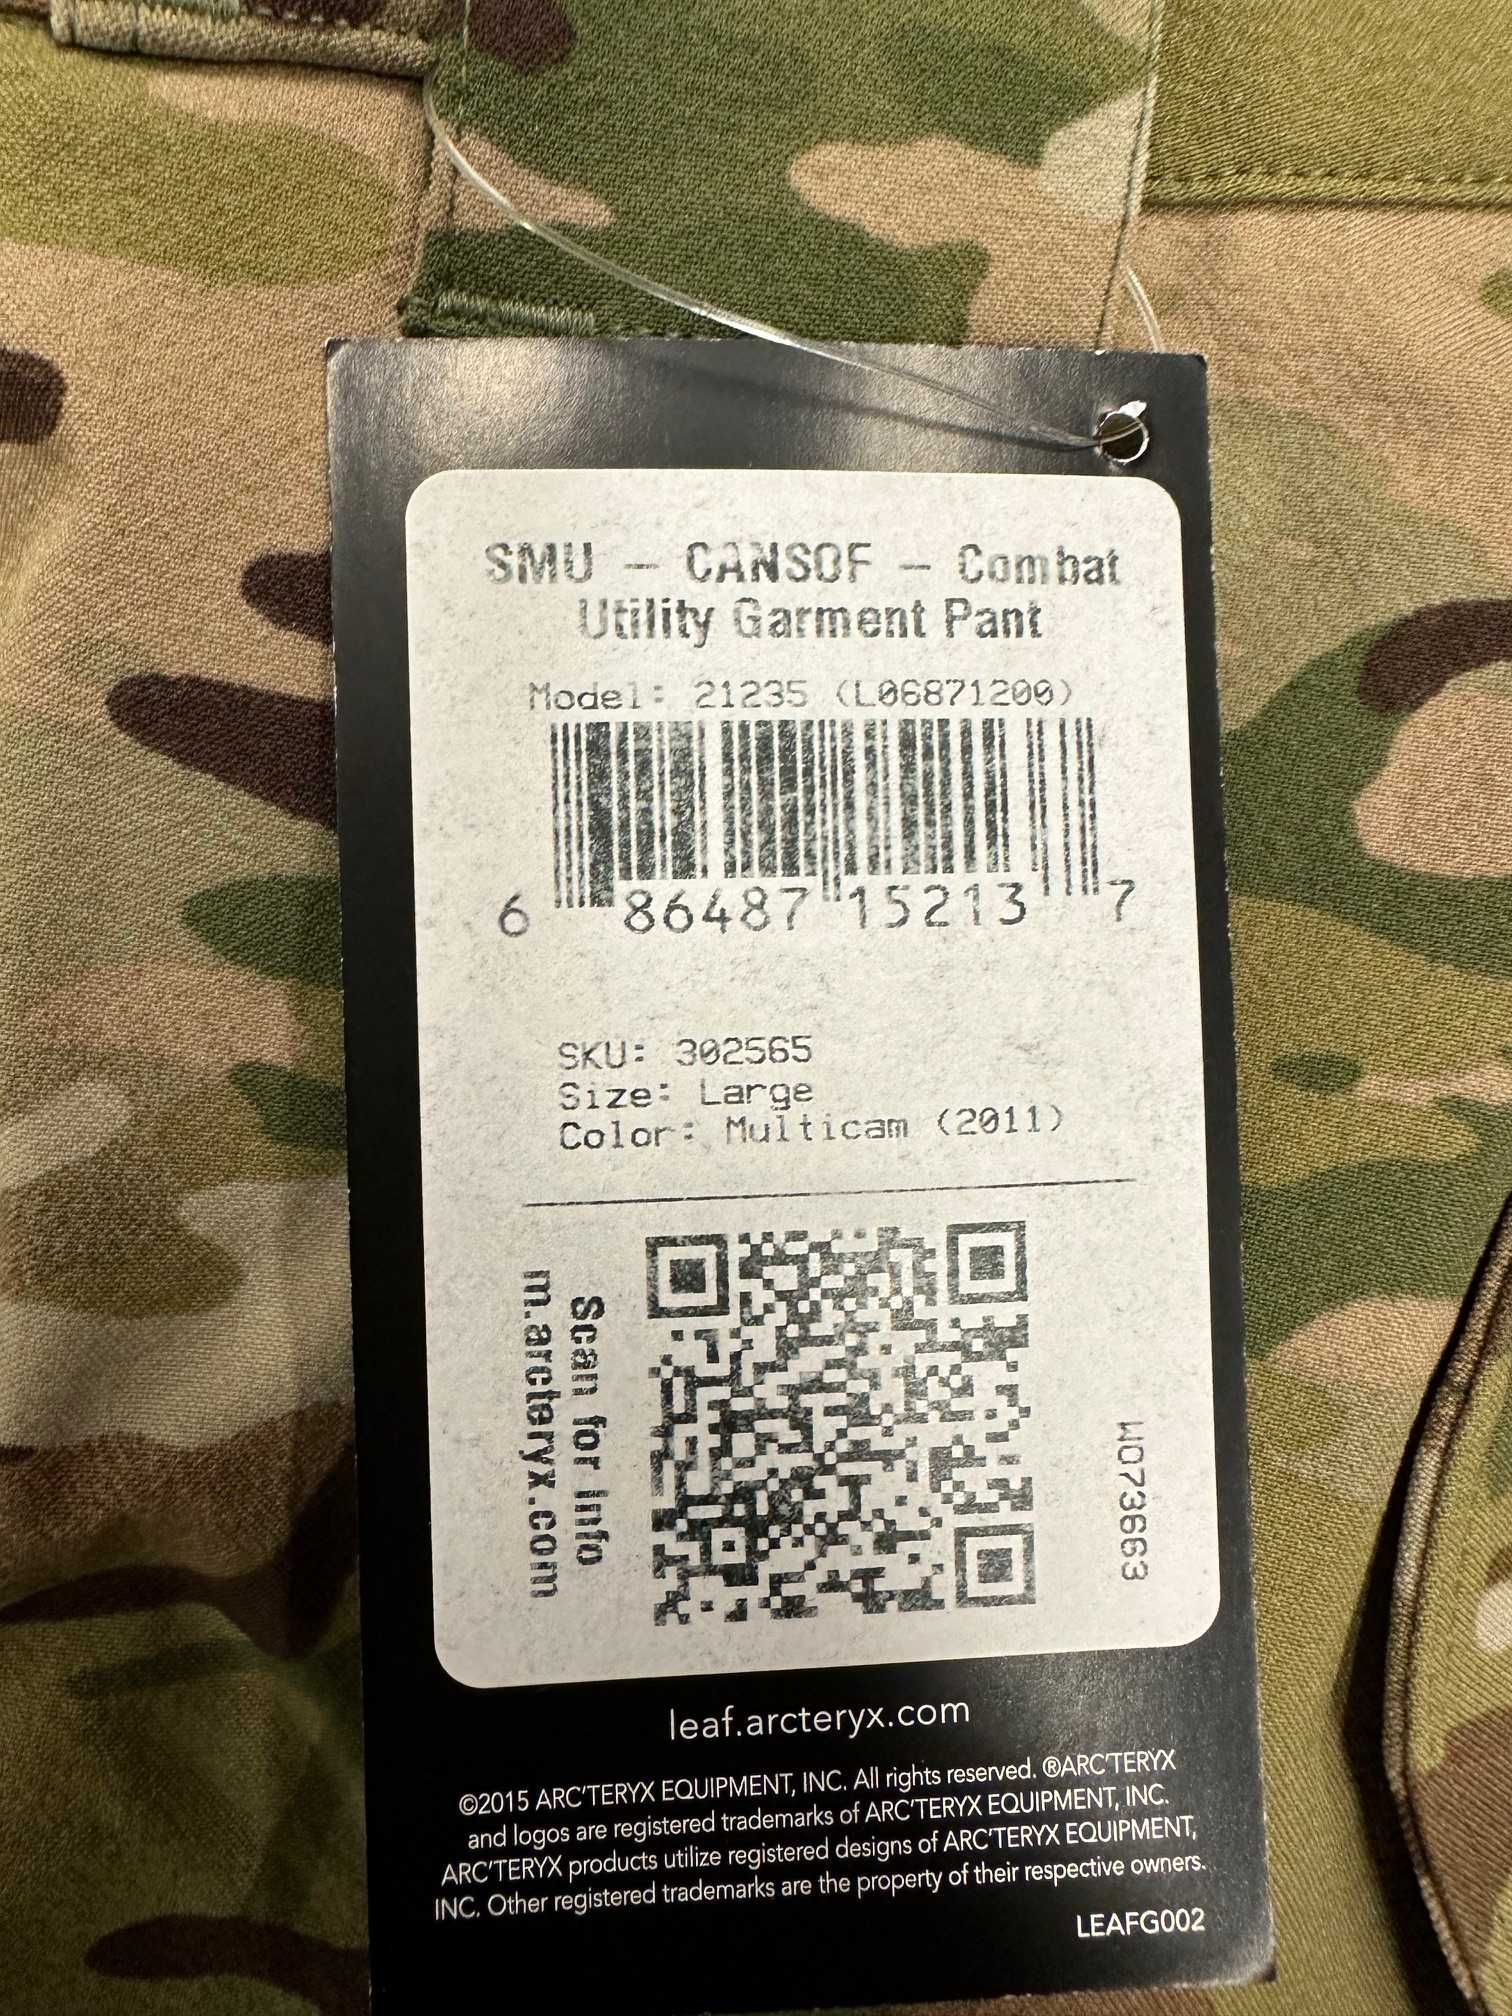 SMU – CANSOF – Combat
Utility Garment Pant
Model: 21235 (L06871200)
6 86487 15213 7
SKU: 302565
Size: Large
Color: Multicam (2011)
Scan for Info
m.arcteryx.com
WO73663
leaf.arcteryx.com
©2015 ARC'TERYX EQUIPMENT, INC. All rights reserved. ®ARC'TERYX
and logos are registered trademarks of ARC'TERYX EQUIPMENT, INC.
ARC'TERYX products utilize registered designs of ARC'TERYX EQUIPMENT,
INC. Other registered trademarks are the property of their respective owners.
LEAFG002